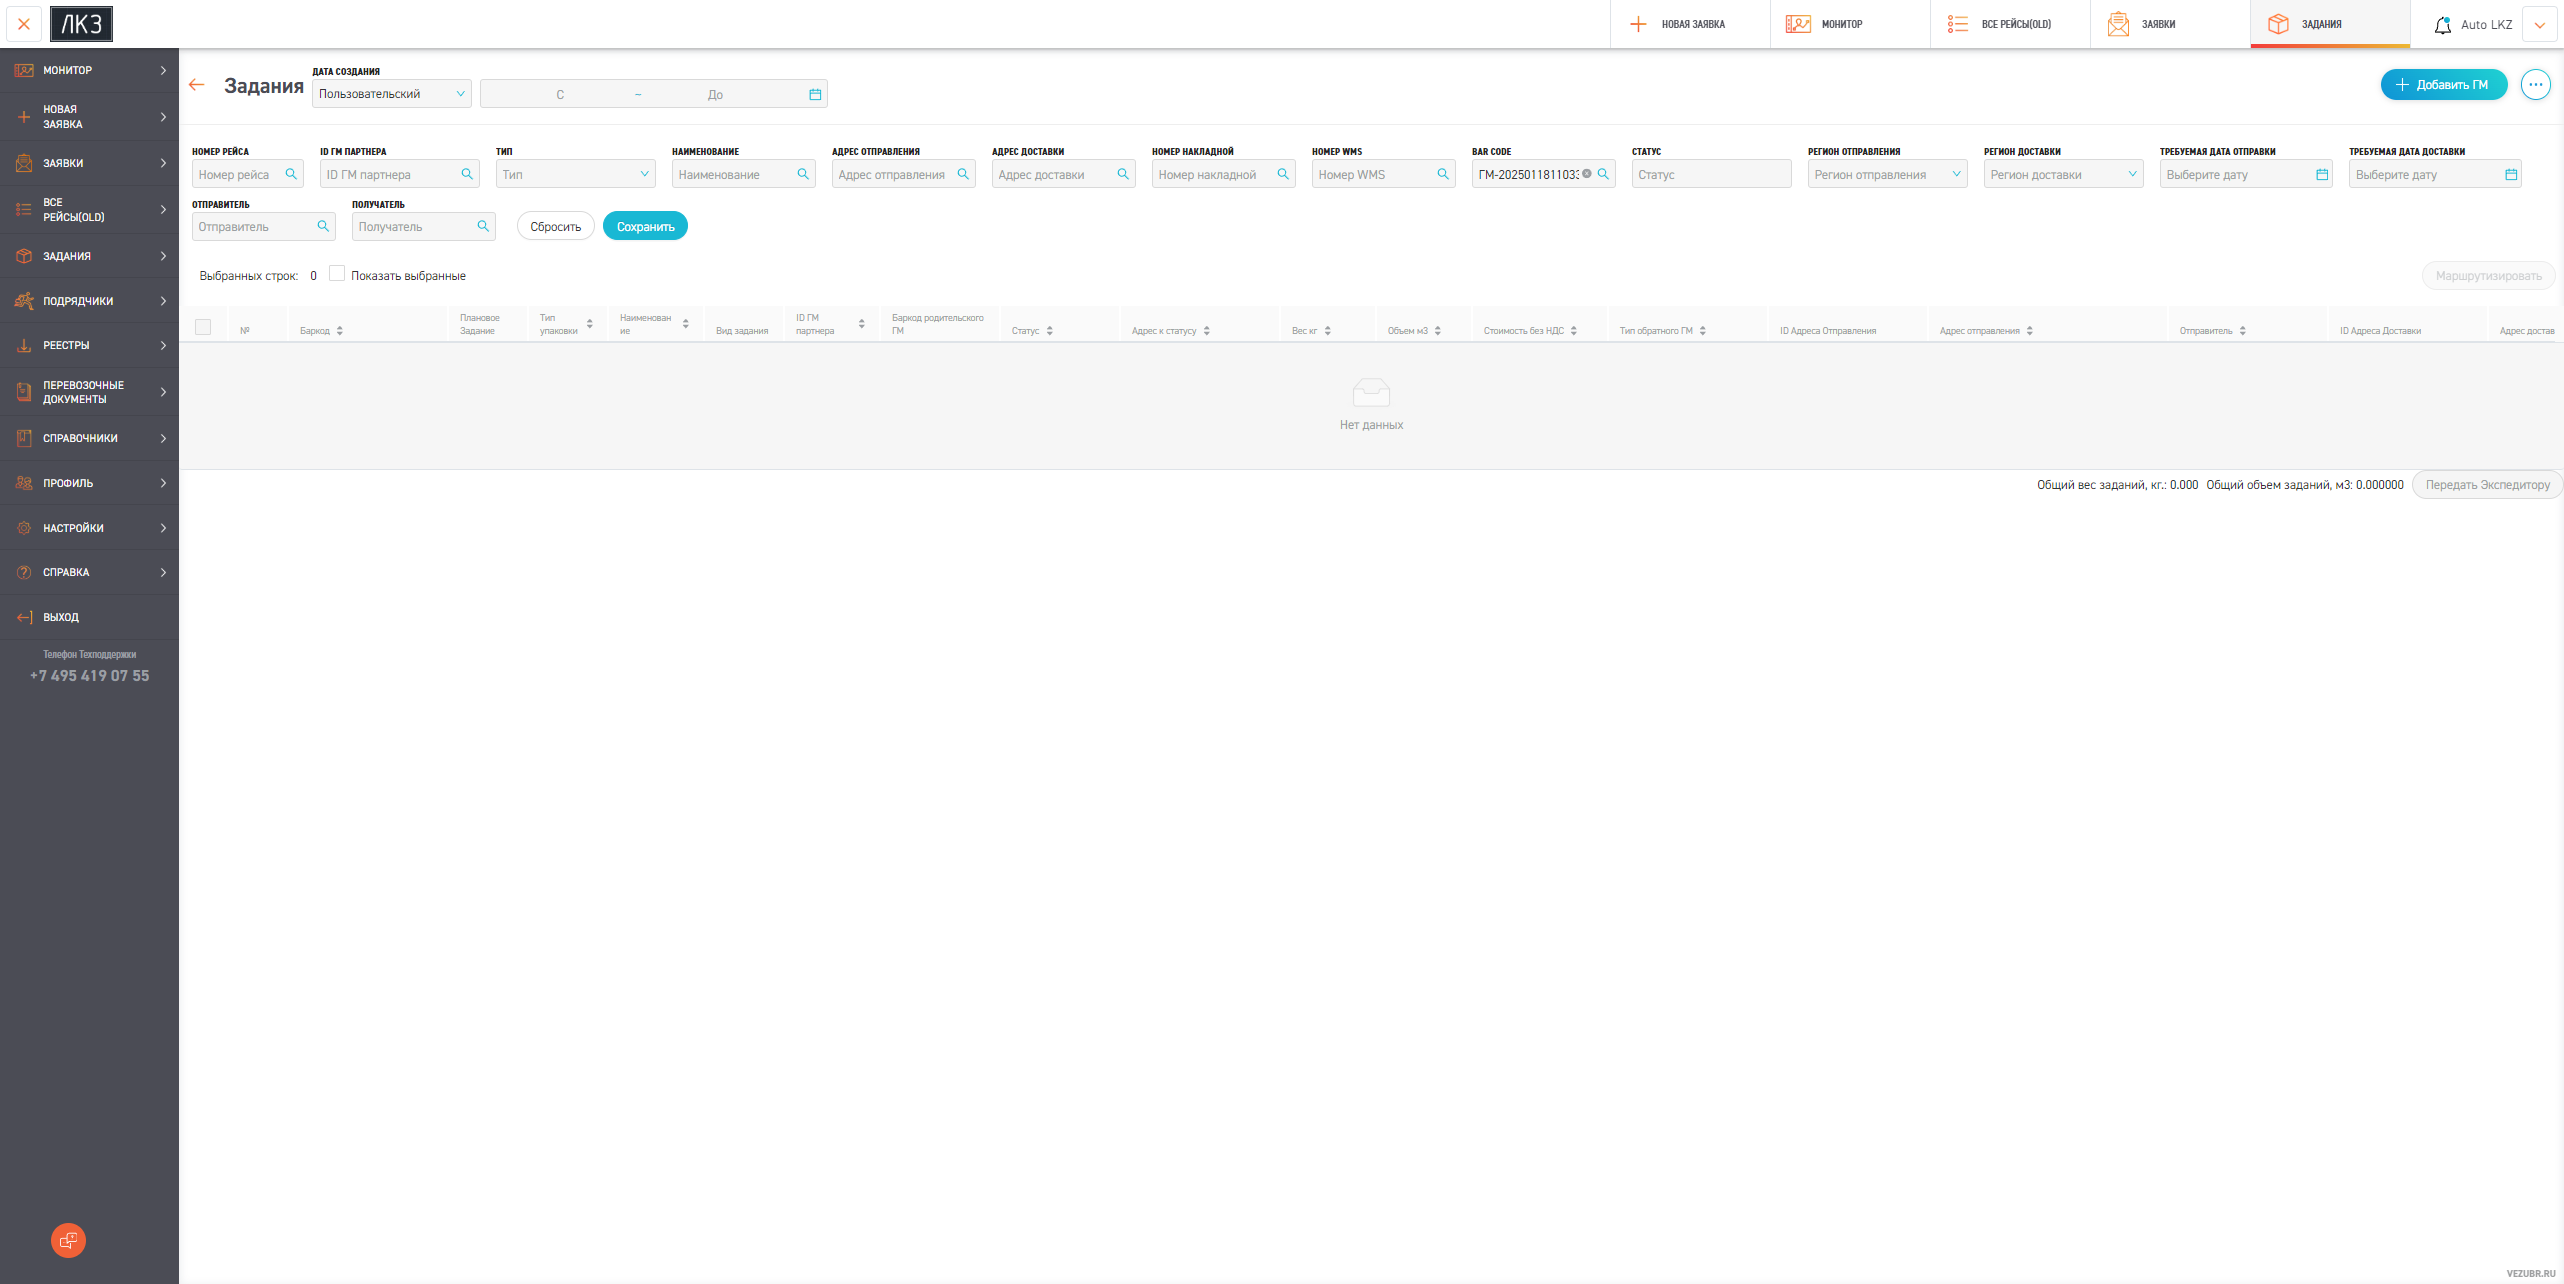 ЛКЗ
НОВАЯ ЗАЯВКА
МОНИТОР
ВСЕ РЕЙСЫ(OLD)
ЗАЯВКИ
ЗАДАНИЯ
Auto LKZ
МОНИТОР
НОВАЯ
ЗАЯВКА
ЗАЯВКИ
ВСЕ
РЕЙСЫ(OLD)
ЗАДАНИЯ
ПОДРЯДЧИКИ
РЕЕСТРЫ
ПЕРЕВОЗОЧНЫЕ
ДОКУМЕНТЫ
СПРАВОЧНИКИ
ПРОФИЛЬ
НАСТРОЙКИ
СПРАВКА
ВЫХОД
Телефон Техподдержки
+7 495 419 07 55
Задания
ДАТА СОЗДАНИЯ
Пользовательский
С ~ До
Добавить ГМ
НОМЕР РЕЙСА
Номер рейса
ID ГМ ПАРТНЕРА
ID ГМ партнера
ТИП
Тип
НАИМЕНОВАНИЕ
Наименование
АДРЕС ОТПРАВЛЕНИЯ
Адрес отправления
АДРЕС ДОСТАВКИ
Адрес доставки
НОМЕР НАКЛАДНОЙ
Номер накладной
НОМЕР WMS
Номер WMS
BAR CODE
ГМ-2025011811033
СТАТУС
Статус
РЕГИОН ОТПРАВЛЕНИЯ
Регион отправления
РЕГИОН ДОСТАВКИ
Регион доставки
ТРЕБУЕМАЯ ДАТА ОТПРАВКИ
Выберите дату
ТРЕБУЕМАЯ ДАТА ДОСТАВКИ
Выберите дату
ОТПРАВИТЕЛЬ
Отправитель
ПОЛУЧАТЕЛЬ
Получатель
Сбросить
Сохранить
Выбранных строк: 0
Показать выбранные
Маршрутизировать
№
Баркод
Плановое
Задание
Тип
упаковки
Наименован
ие
Вид задания
ID ГМ
партнера
Баркод родительского
ГМ
Статус
Адрес к статусу
Вес кг
Объем м3
Стоимость без НДС
Тип обратного ГМ
ID Адреса Отправления
Адрес отправления
Отправитель
ID Адреса Доставки
Адрес достав
Нет данных
Общий вес заданий, кг.: 0.000 Общий объем заданий, м3: 0.000000
Передать Экспедитору
VEZUBR.RU